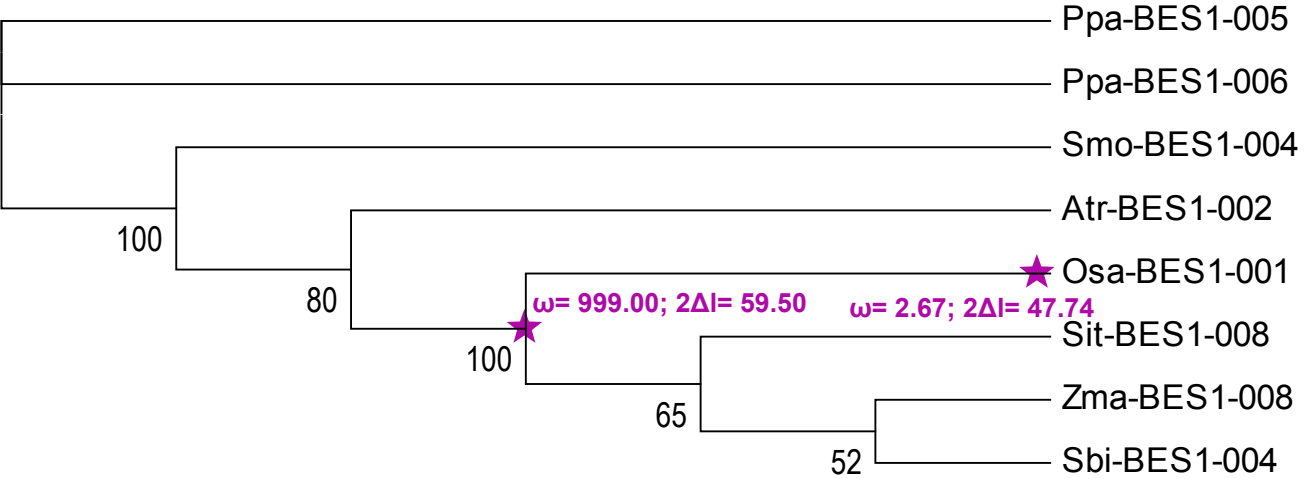 Ppa-BES1-005
Ppa-BES1-006
Smo-BES1-004
100
Atr-BES1-002
80
Osa-BES1-001
ω= 999.00; 2Δl= 59.50
ω= 2.67; 2Δl= 47.74
100
Sit-BES1-008
65
Zma-BES1-008
52
Sbi-BES1-004